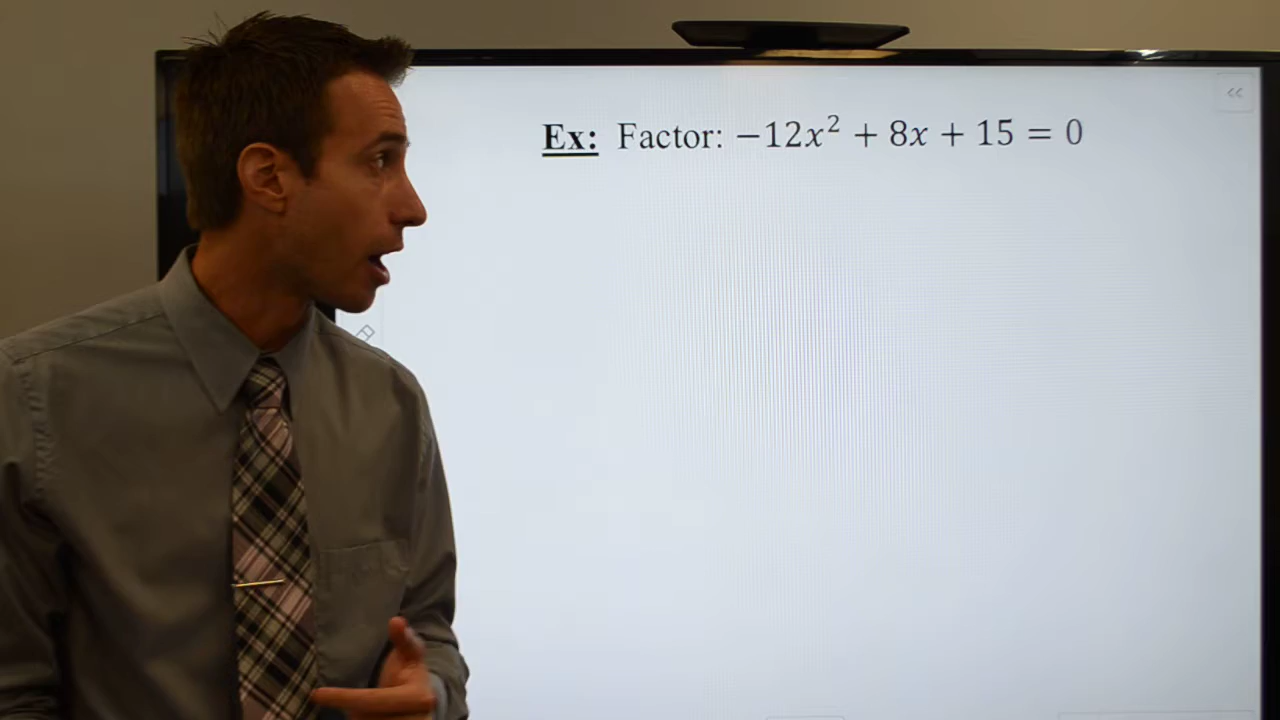 Ex: Factor: −12x² + 8x + 15 = 0